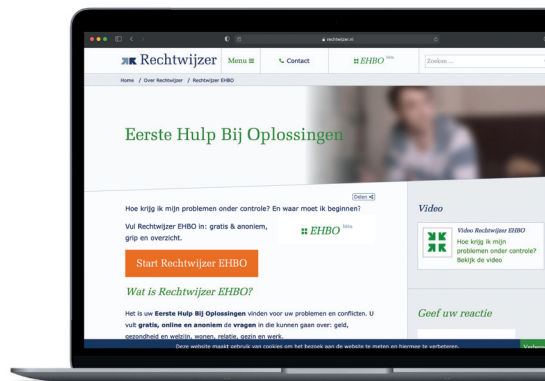 rechtwijzer.nl
Rechtwijzer Menu Contact EHBO bèta Zoeken ...
Home / Over Rechtwijzer / Rechtwijzer EHBO
Eerste Hulp Bij Oplossingen
Delen
Hoe krijg ik mijn problemen onder controle? En waar moet ik beginnen?
Vul Rechtwijzer EHBO in: gratis & anoniem,
grip en overzicht.
EHBO bèta
Start Rechtwijzer EHBO
Wat is Rechtwijzer EHBO?
Het is uw Eerste Hulp Bij Oplossingen vinden voor uw problemen en conflicten. U
vult gratis, online en anoniem de vragen in die kunnen gaan over: geld,
gezondheid en welzijn, wonen, relatie, gezin en werk.
Video
Video Rechtwijzer EHBO
Hoe krijg ik mijn
problemen onder controle?
Bekijk de video
Geef uw reactie
Deze website maakt gebruik van cookies om het bezoek aan de website te meten en hiermee te verbeteren.